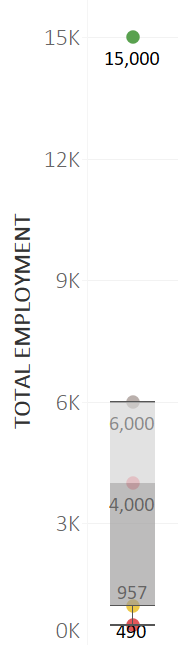 15K
15,000
12K
9K
TOTAL EMPLOYMENT
6K
6,000
4,000
3K
957
0K
490